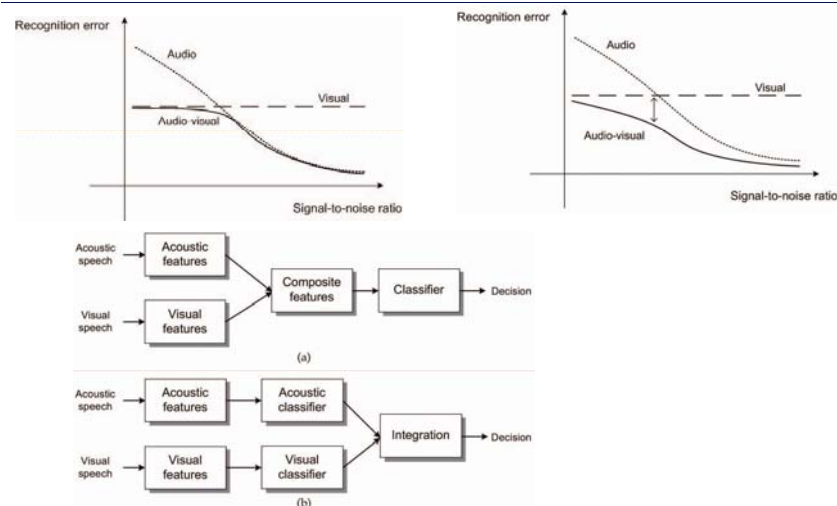 Recognition error
Audio
Visual
Audio-visual
Signal-to-noise ratio
Recognition error
Audio
Visual
Audio-visual
Signal-to-noise ratio
Acoustic
speech
Acoustic
features
Visual
speech
Visual
features
Composite
features
Classifier
Decision
(a)
Acoustic
speech
Acoustic
features
Acoustic
classifier
Visual
speech
Visual
features
Visual
classifier
Integration
Decision
(b)